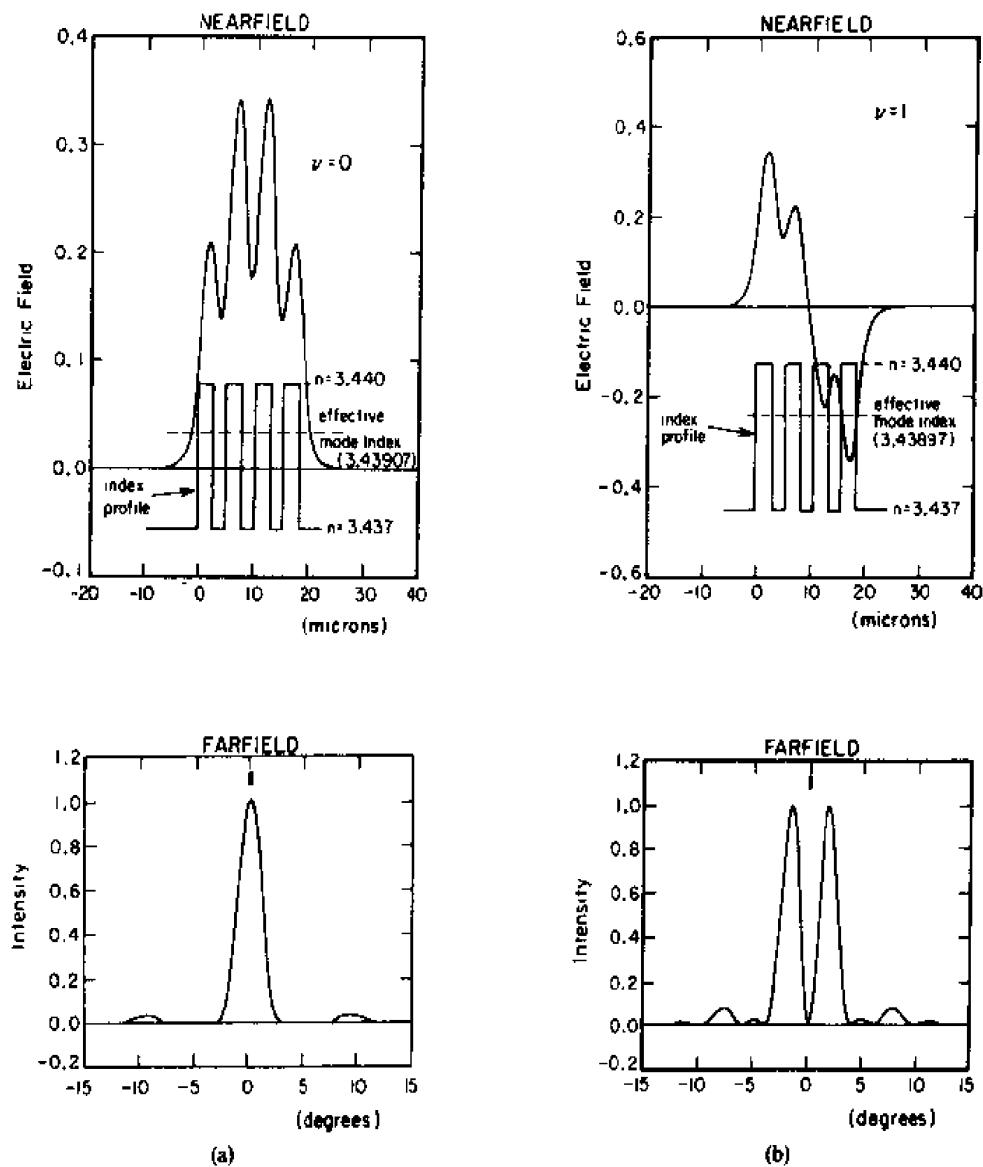 NEARFIELD
0.4
0.3
0.2
0.1
0.0
-0.1
Electric Field
ν=0
n=3.440
effective
mode index
(3.43907)
index
profile
n=3.437
-20 -10 0 10 20 30 40
(microns)
NEARFIELD
0.6
0.4
0.2
0.0
-0.2
-0.4
-0.6
Electric Field
ν=1
n=3.440
effective
mode index
(3.43897)
index
profile
n=3.437
-20 -10 0 10 20 30 40
(microns)
FARFIELD
1.2
1.0
0.8
0.6
0.4
0.2
0.0
-0.2
Intensity
-15 -10 -5 0 5 10 15
(degrees)
(a)
FARFIELD
1.2
1.0
0.8
0.6
0.4
0.2
0.0
-0.2
Intensity
-15 -10 -5 0 5 10 15
(degrees)
(b)